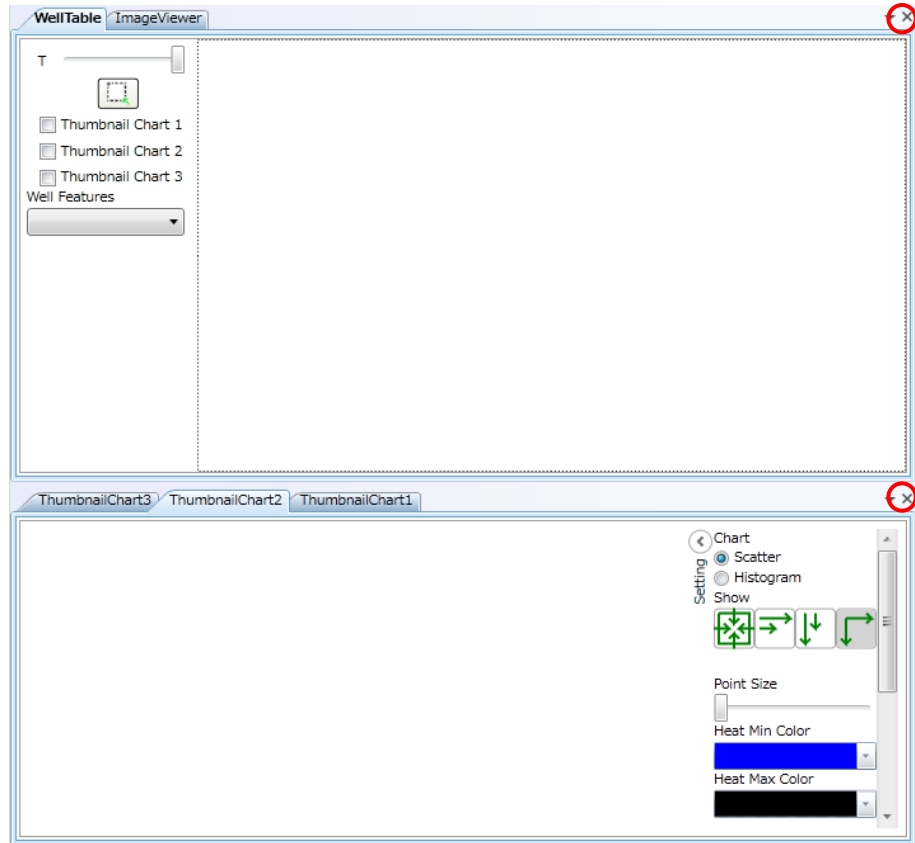 WellTable ImageViewer
T
Thumbnail Chart 1
Thumbnail Chart 2
Thumbnail Chart 3
Well Features
ThumbnailChart3 ThumbnailChart2 ThumbnailChart1
Setting
Chart
Scatter
Histogram
Show
Point Size
Heat Min Color
Heat Max Color